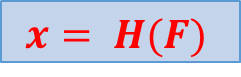 x = H(F)